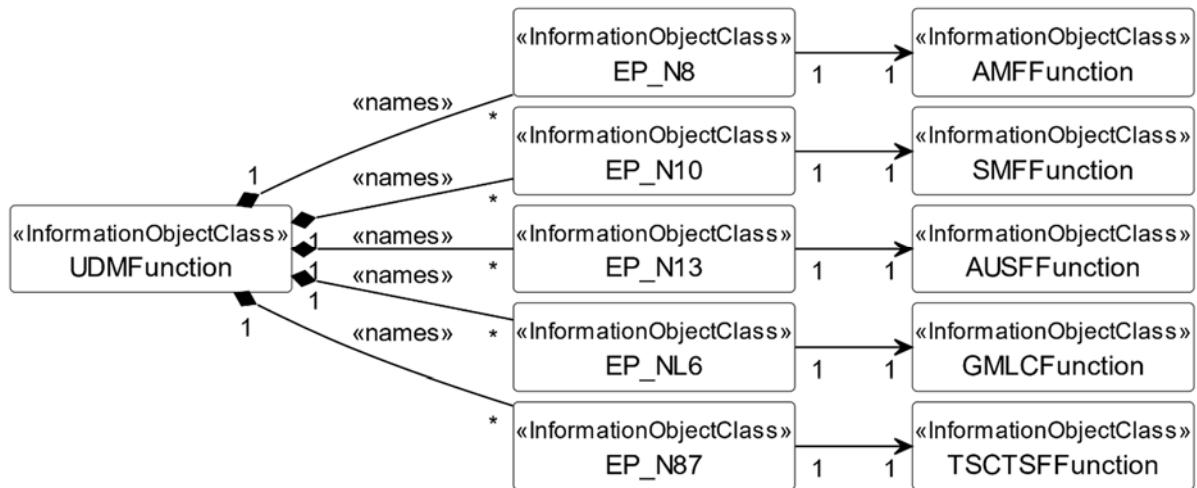 «InformationObjectClass»
EP_N8
1
1
«InformationObjectClass»
AMFFunction
«names»
*
1
«InformationObjectClass»
EP_N10
1
1
«InformationObjectClass»
SMFFunction
«names»
*
1
«InformationObjectClass»
UDMFunction
«InformationObjectClass»
EP_N13
1
1
«InformationObjectClass»
AUSFFunction
«names»
*
1
«InformationObjectClass»
EP_NL6
1
1
«InformationObjectClass»
GMLCFunction
«names»
*
1
«InformationObjectClass»
EP_N87
1
1
«InformationObjectClass»
TSCTSFFunction
«names»
*
1